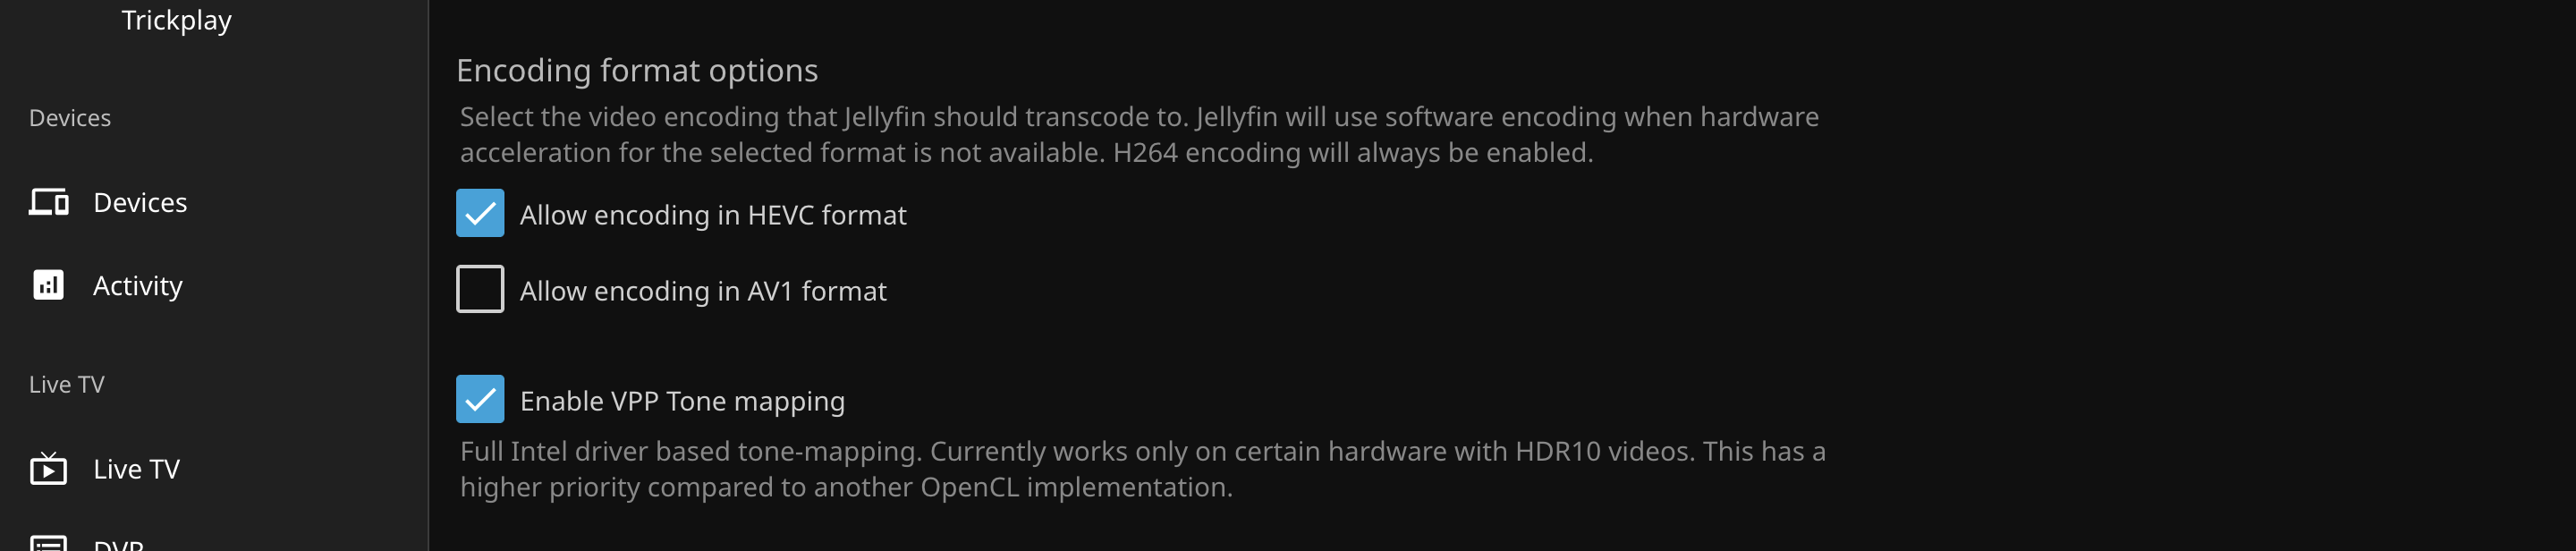 Trickplay
Devices
Devices
Activity
Live TV
Live TV
DVR
Encoding format options
Select the video encoding that Jellyfin should transcode to. Jellyfin will use software encoding when hardware
acceleration for the selected format is not available. H264 encoding will always be enabled.
Allow encoding in HEVC format
Allow encoding in AV1 format
Enable VPP Tone mapping
Full Intel driver based tone-mapping. Currently works only on certain hardware with HDR10 videos. This has a
higher priority compared to another OpenCL implementation.